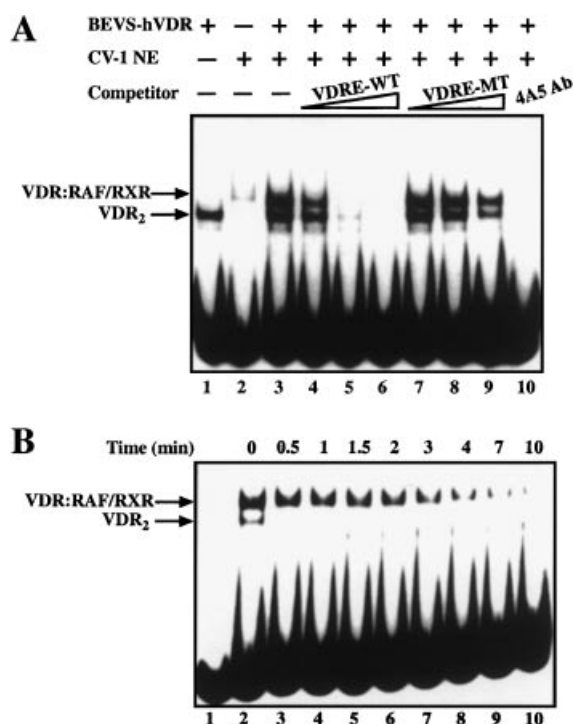 A
BEVS-hVDR + − + + + + + + + +
CV-1 NE − + + + + + + + + +
Competitor − − − VDRE-WT VDRE-MT 4A5 Ab
VDR:RAF/RXR
VDR₂
1 2 3 4 5 6 7 8 9 10
B
Time (min) 0 0.5 1 1.5 2 3 4 7 10
VDR:RAF/RXR
VDR₂
1 2 3 4 5 6 7 8 9 10